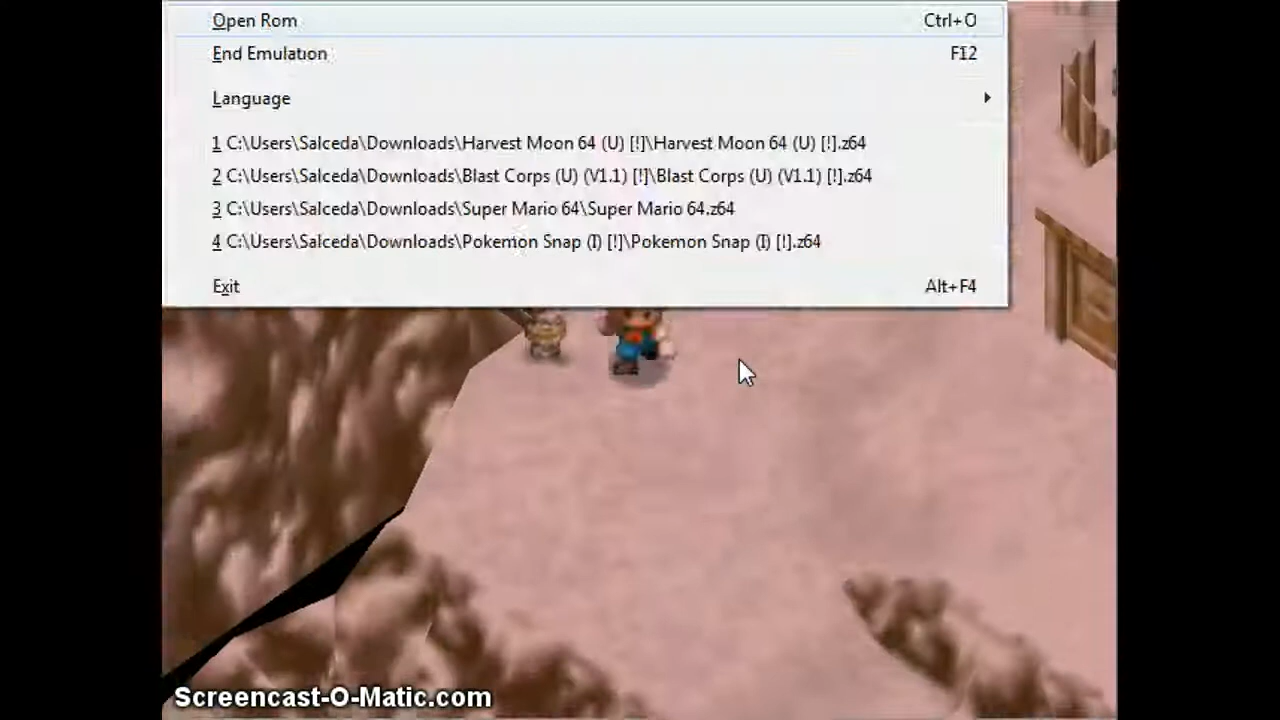 Open Rom Ctrl+O
End Emulation F12
Language
1 C:\Users\Salceda\Downloads\Harvest Moon 64 (U) [!]\Harvest Moon 64 (U) [!].z64
2 C:\Users\Salceda\Downloads\Blast Corps (U) (V1.1) [!]\Blast Corps (U) (V1.1) [!].z64
3 C:\Users\Salceda\Downloads\Super Mario 64\Super Mario 64.z64
4 C:\Users\Salceda\Downloads\Pokemon Snap (I) [!]\Pokemon Snap (I) [!].z64
Exit Alt+F4
Screencast-O-Matic.com